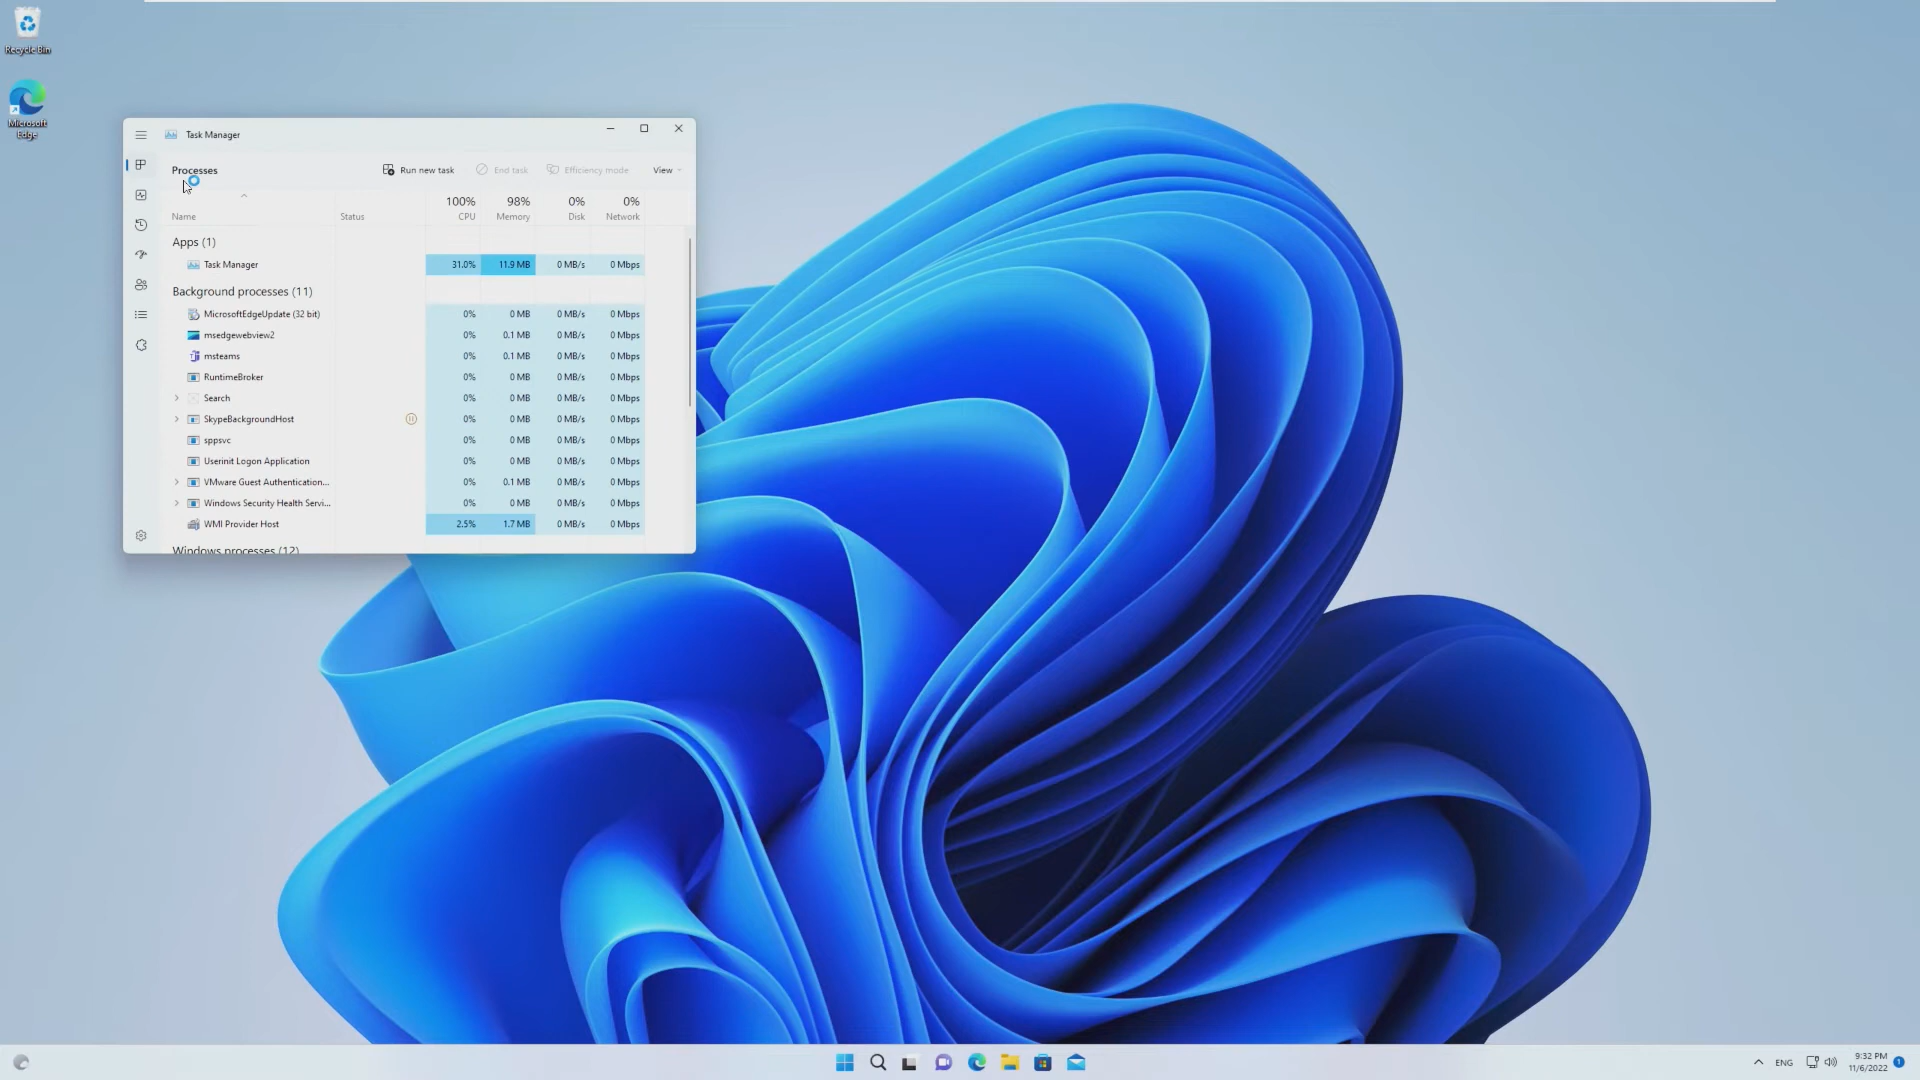 Recycle Bin
Microsoft
Edge
Task Manager
Processes
Run new task
End task
Efficiency mode
View
100% 98% 0% 0%
Name Status CPU Memory Disk Network
Apps (1)
Task Manager 31.0% 11.9 MB 0 MB/s 0 Mbps
Background processes (11)
MicrosoftEdgeUpdate (32 bit) 0% 0 MB 0 MB/s 0 Mbps
msedgewebview2 0% 0.1 MB 0 MB/s 0 Mbps
msteams 0% 0.1 MB 0 MB/s 0 Mbps
RuntimeBroker 0% 0 MB 0 MB/s 0 Mbps
Search 0% 0 MB 0 MB/s 0 Mbps
SkypeBackgroundHost 0% 0 MB 0 MB/s 0 Mbps
sppsvc 0% 0 MB 0 MB/s 0 Mbps
Userinit Logon Application 0% 0 MB 0 MB/s 0 Mbps
VMware Guest Authentication... 0% 0.1 MB 0 MB/s 0 Mbps
Windows Security Health Servi... 0% 0 MB 0 MB/s 0 Mbps
WMI Provider Host 2.5% 1.7 MB 0 MB/s 0 Mbps
Windows processes (12)
ENG
9:32 PM
11/6/2022
1